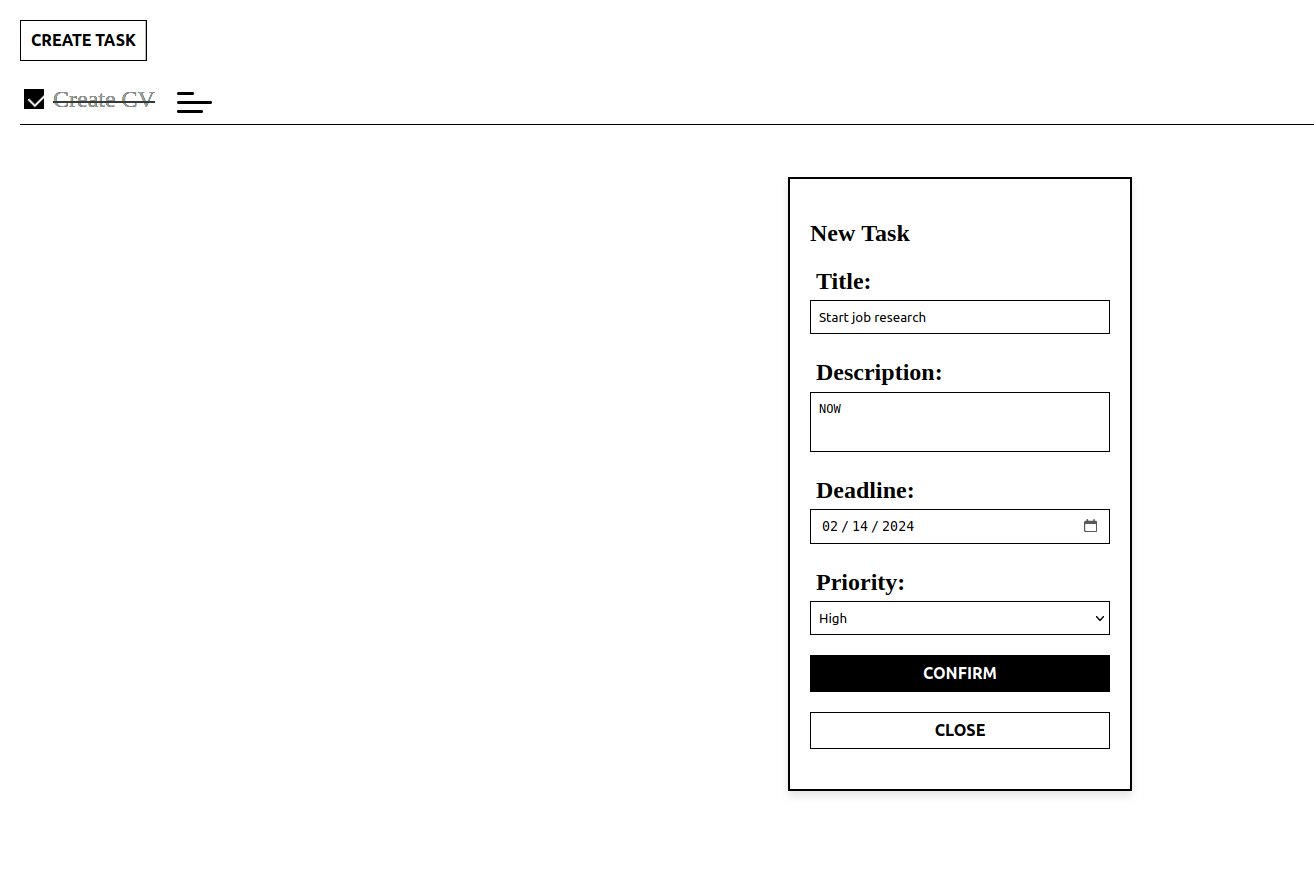 CREATE TASK
Create CV
New Task
Title:
Start job research
Description:
NOW
Deadline:
02 / 14 / 2024
Priority:
High
CONFIRM
CLOSE